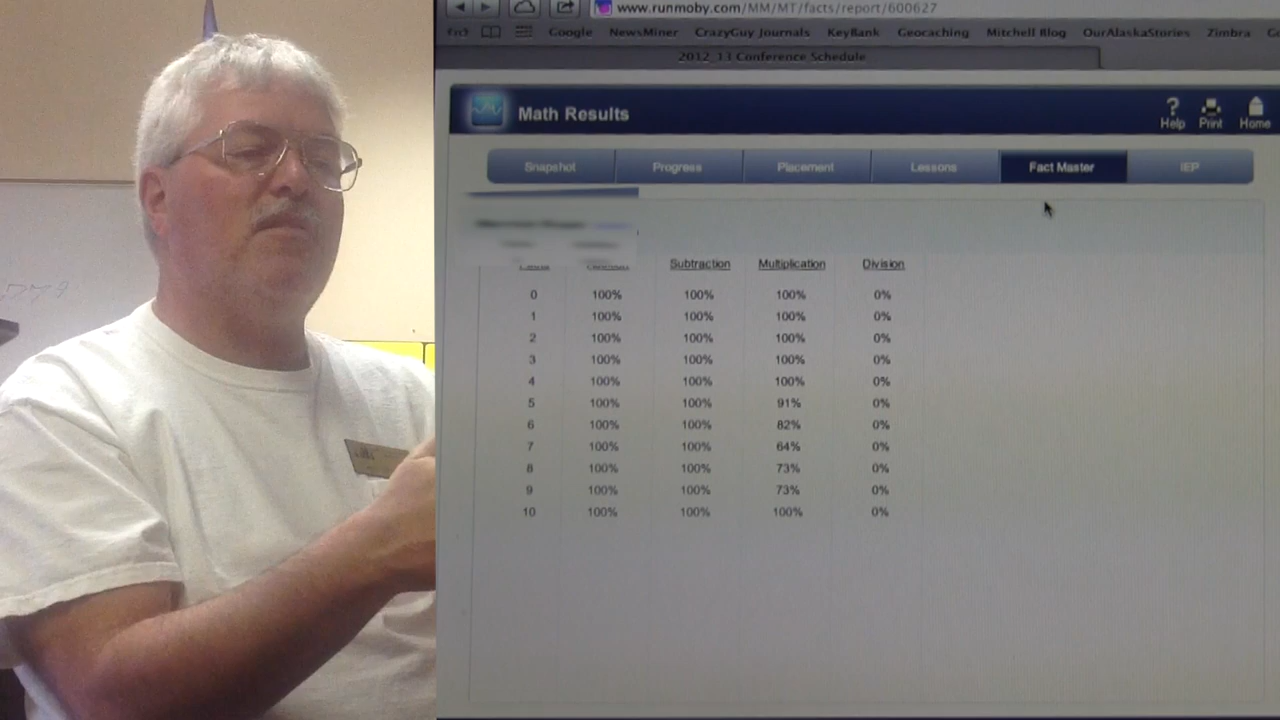 www.runmoby.com/MM/MT/facts/report/600627
Google NewsMiner CrazyGuy Journals KeyBank Geocaching Mitchell Blog OurAlaskaStories Zimbra
2012_13 Conference Schedule
Math Results
? Help Print Home
Snapshot Progress Placement Lessons Fact Master IEP
Subtraction Multiplication Division
0 100% 100% 100% 0%
1 100% 100% 100% 0%
2 100% 100% 100% 0%
3 100% 100% 100% 0%
4 100% 100% 100% 0%
5 100% 100% 91% 0%
6 100% 100% 82% 0%
7 100% 100% 64% 0%
8 100% 100% 73% 0%
9 100% 100% 73% 0%
10 100% 100% 100% 0%